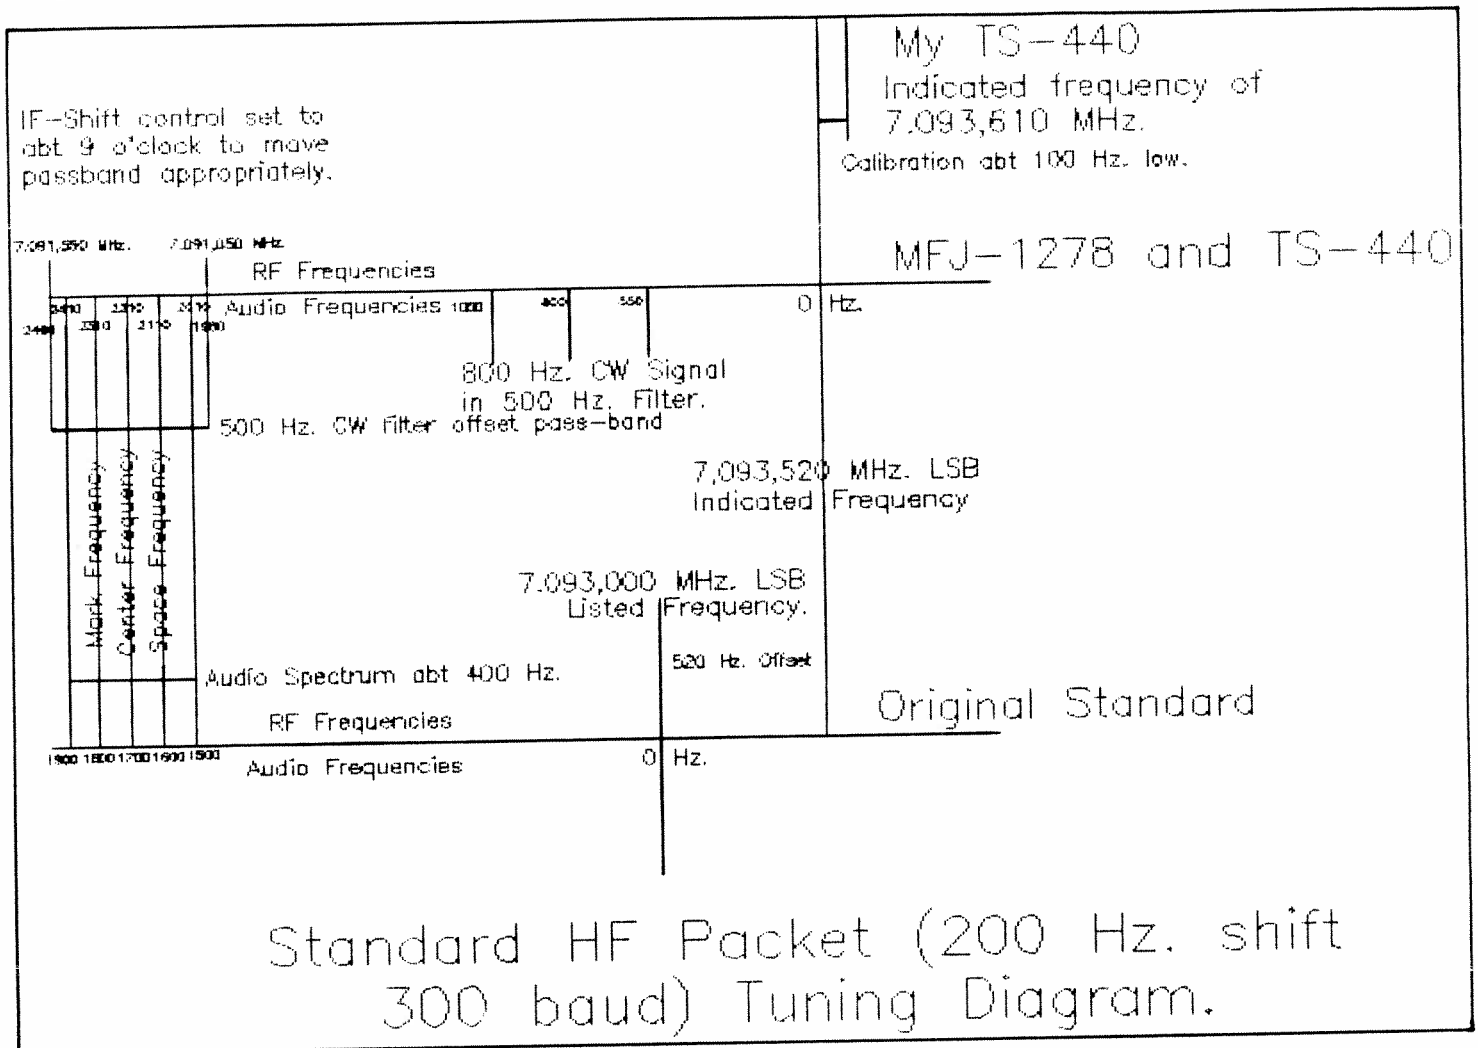 My TS-440
Indicated frequency of
7.093,610 MHz.
Calibration abt 100 Hz. low.
IF-Shift control set to
abt 9 o'clock to move
passband appropriately.
MHz.
MHz.
MFJ-1278 and TS-440
RF Frequencies
Audio Frequencies
800
550
0 Hz.
800 Hz. CW Signal
in 500 Hz. Filter.
500 Hz. CW filter offset pass-band
7,093,520 MHz. LSB
Indicated Frequency
Mark Frequency
Center Frequency
Space Frequency
7.093,000 MHz. LSB
Listed Frequency.
520 Hz. Offset
Audio Spectrum abt 400 Hz.
Original Standard
RF Frequencies
1900 1800 1700 1600 1500
Audio Frequencies
0 Hz.
Standard HF Packet (200 Hz. shift
300 baud) Tuning Diagram.